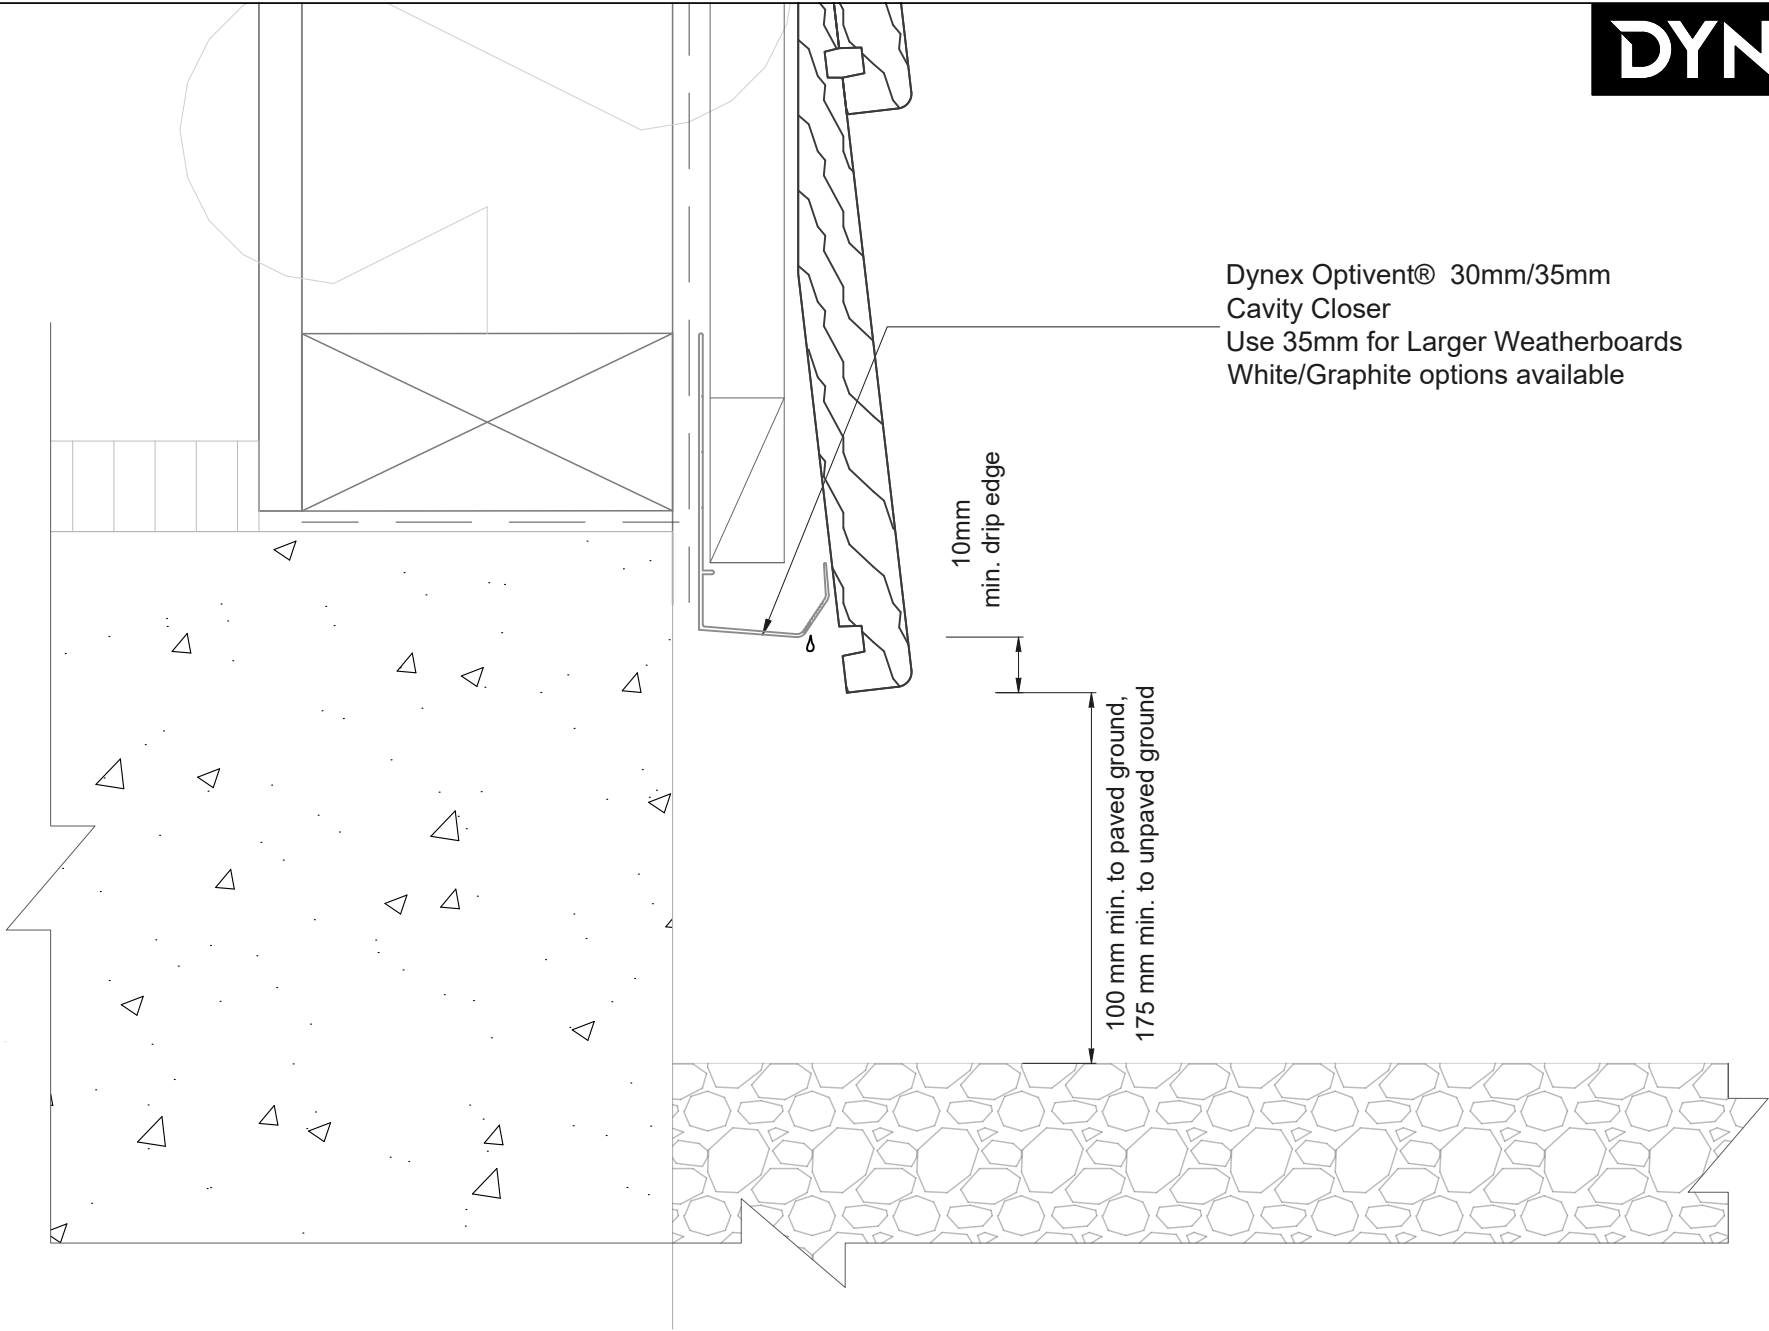 DYN
Dynex Optivent® 30mm/35mm
Cavity Closer
Use 35mm for Larger Weatherboards
White/Graphite options available
10mm
min. drip edge
100 mm min. to paved ground,
175 mm min. to unpaved ground